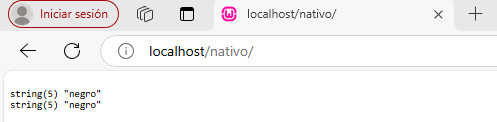 Iniciar sesión
localhost/nativo/
localhost/nativo/
string(5) "negro"
string(5) "negro"